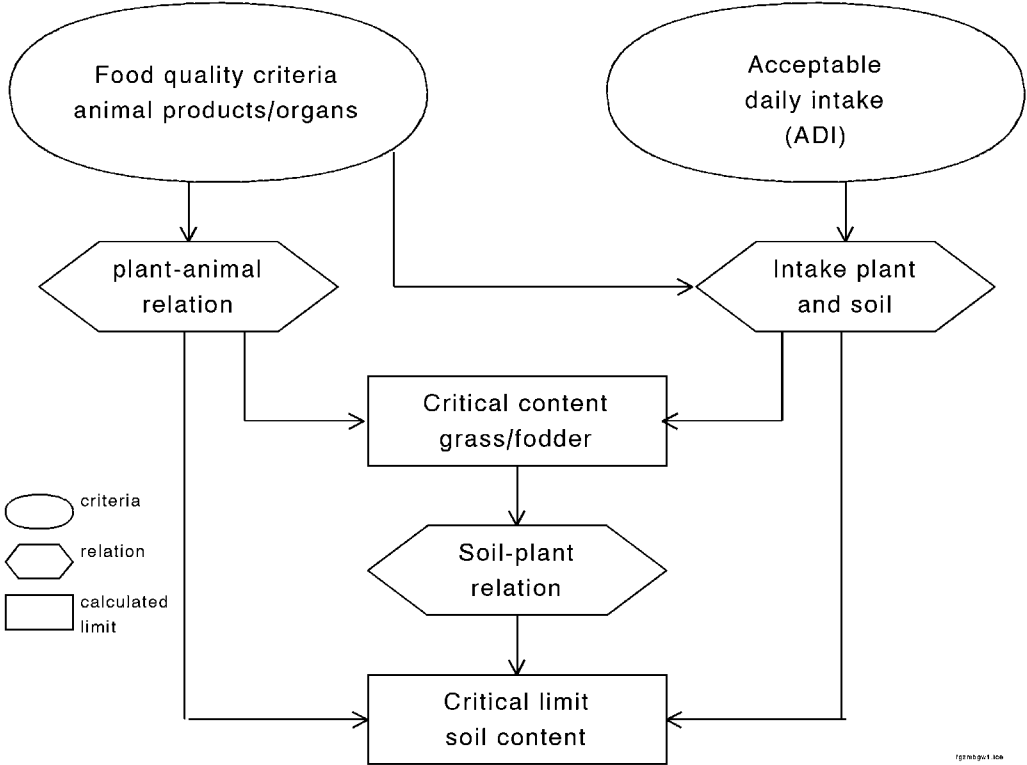 Food quality criteria
animal products/organs
Acceptable
daily intake
(ADI)
plant-animal
relation
Intake plant
and soil
Critical content
grass/fodder
criteria
relation
calculated
limit
Soil-plant
relation
Critical limit
soil content